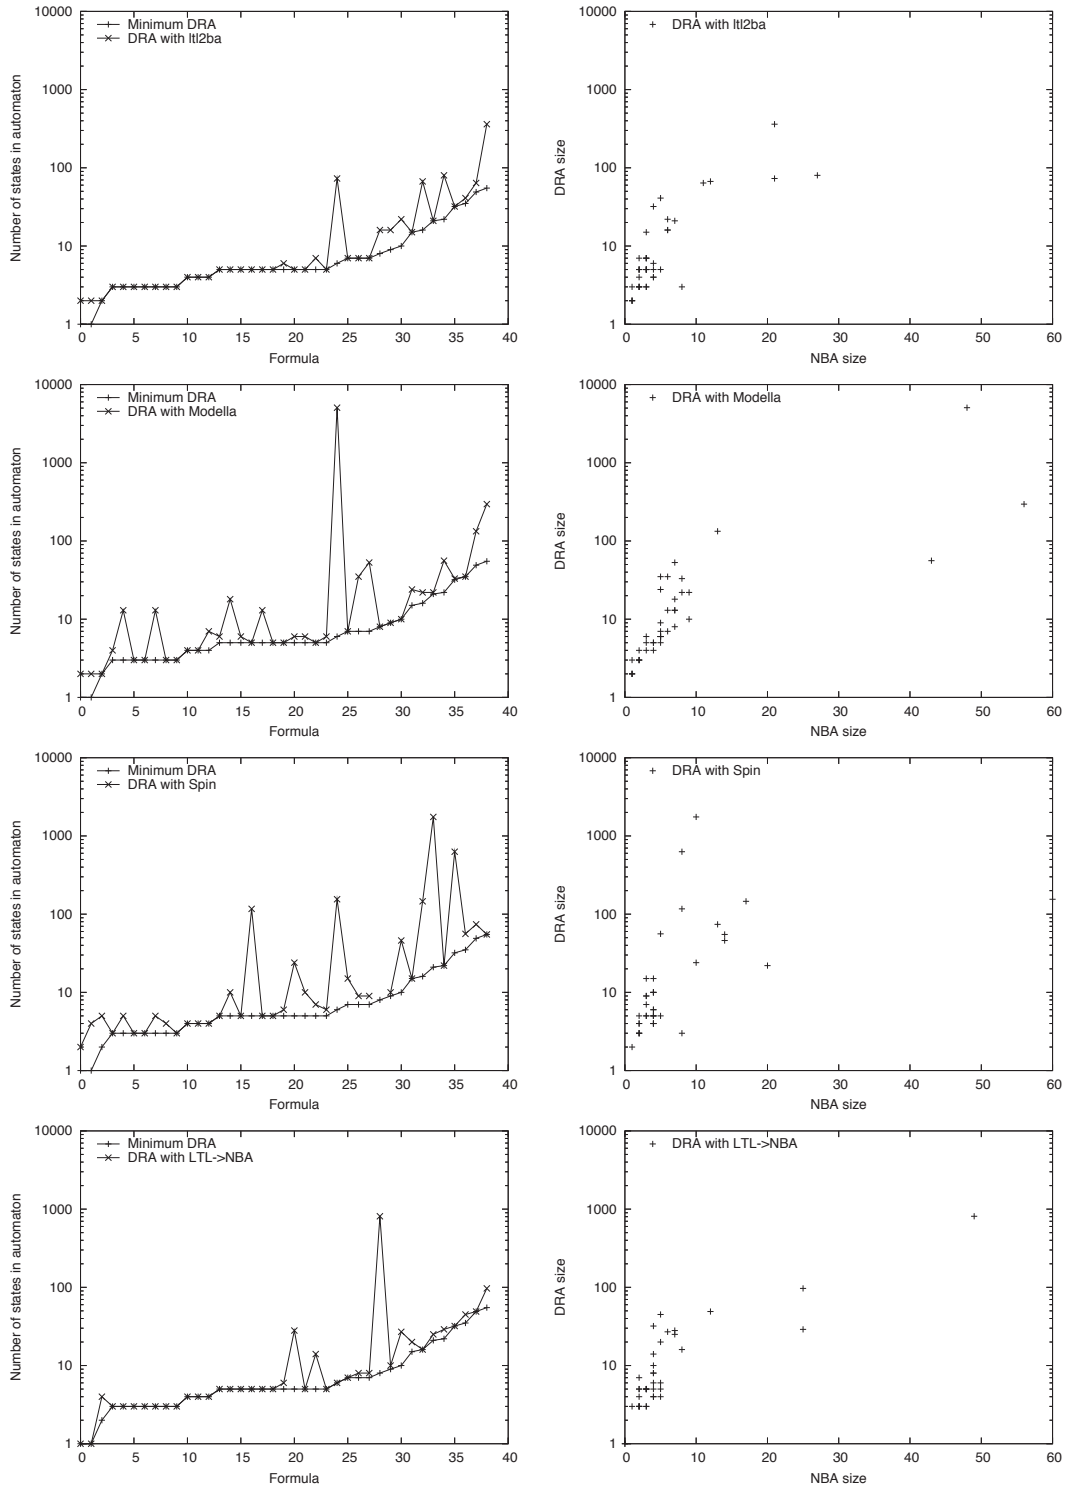 10000
1000
100
10
1
0 5 10 15 20 25 30 35 40
Number of states in automaton
Formula
Minimum DRA
DRA with ltl2ba
10000
1000
100
10
1
0 10 20 30 40 50 60
DRA size
NBA size
DRA with ltl2ba
10000
1000
100
10
1
0 5 10 15 20 25 30 35 40
Number of states in automaton
Formula
Minimum DRA
DRA with Modella
10000
1000
100
10
1
0 10 20 30 40 50 60
DRA size
NBA size
DRA with Modella
10000
1000
100
10
1
0 5 10 15 20 25 30 35 40
Number of states in automaton
Formula
Minimum DRA
DRA with Spin
10000
1000
100
10
1
0 10 20 30 40 50 60
DRA size
NBA size
DRA with Spin
10000
1000
100
10
1
0 5 10 15 20 25 30 35 40
Number of states in automaton
Formula
Minimum DRA
DRA with LTL->NBA
10000
1000
100
10
1
0 10 20 30 40 50 60
DRA size
NBA size
DRA with LTL->NBA